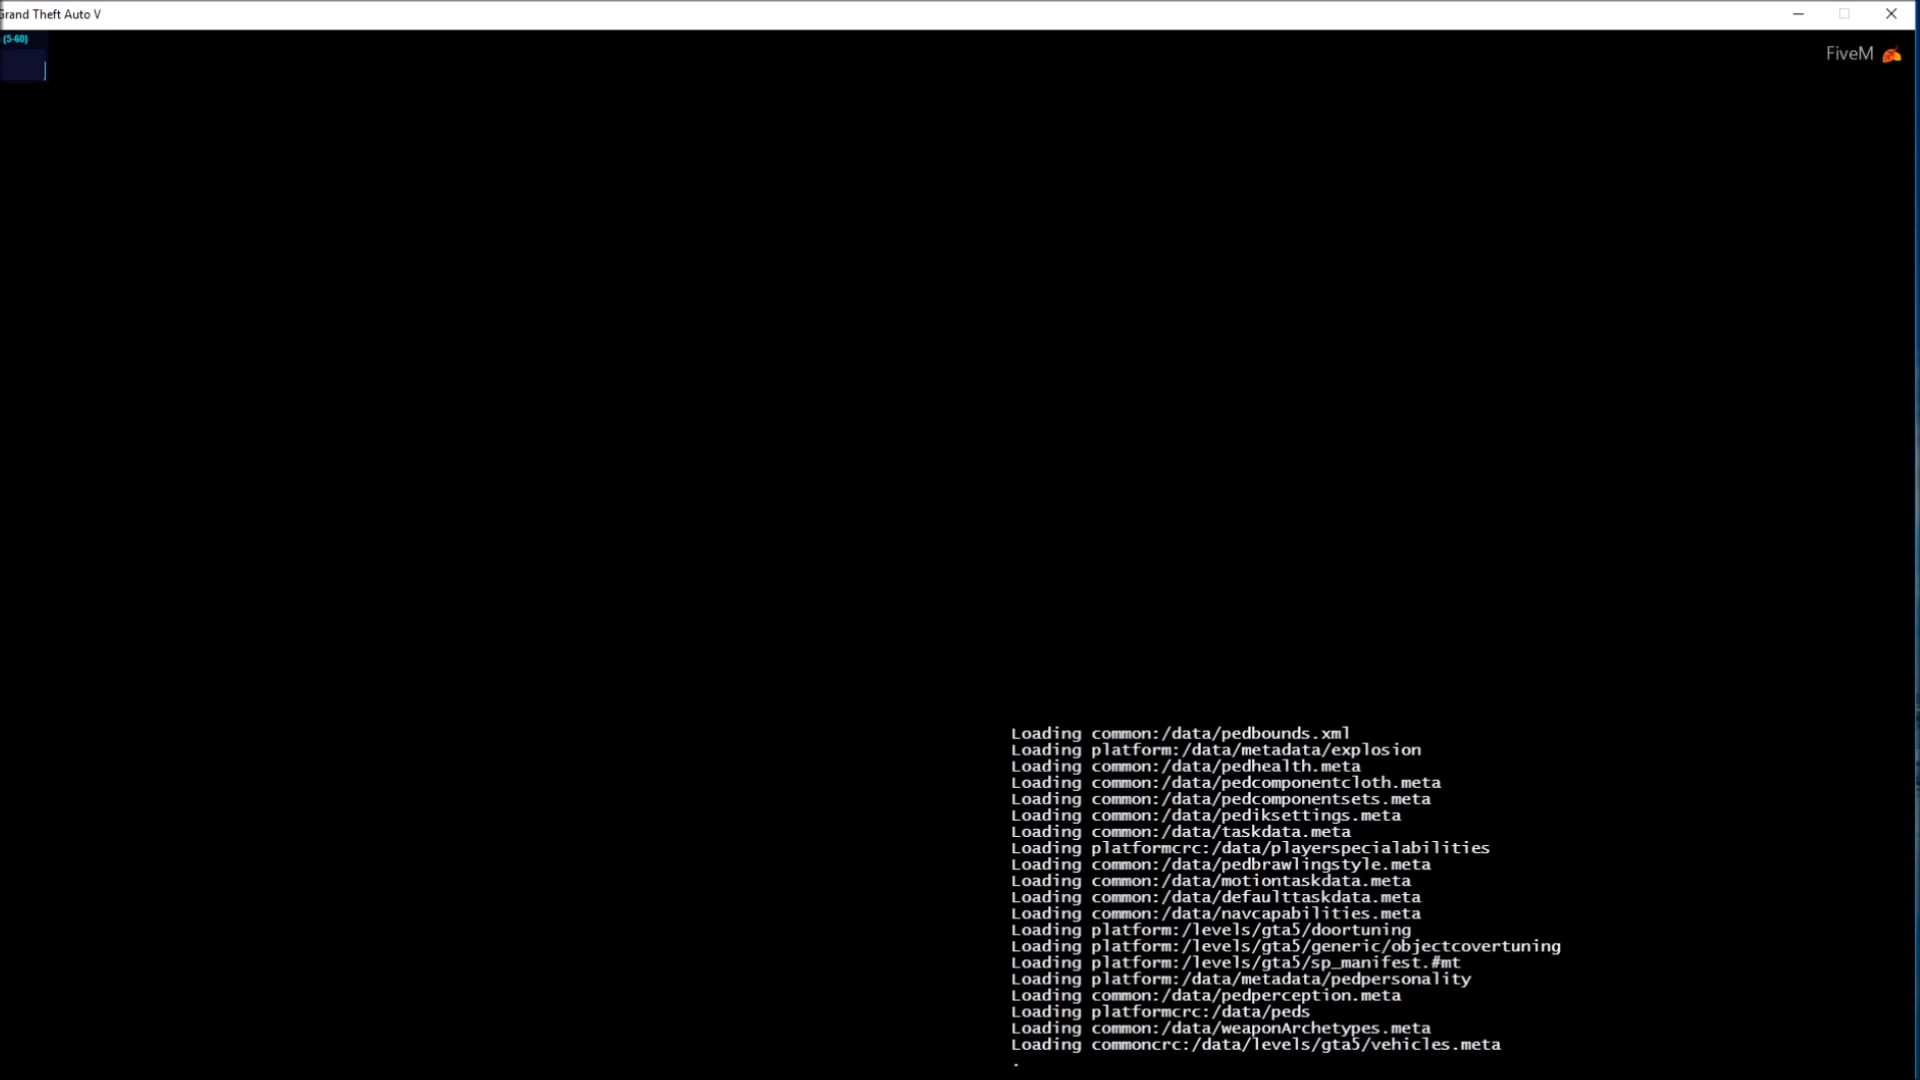 Grand Theft Auto V
(5-60)
FiveM
Loading common:/data/pedbounds.xml
Loading platform:/data/metadata/explosion
Loading common:/data/pedhealth.meta
Loading common:/data/pedcomponentcloth.meta
Loading common:/data/pedcomponentsets.meta
Loading common:/data/pediksettings.meta
Loading common:/data/taskdata.meta
Loading platformcrc:/data/playerspecialabilities
Loading common:/data/pedbrawlingstyle.meta
Loading common:/data/motiontaskdata.meta
Loading common:/data/defaulttaskdata.meta
Loading common:/data/navcapabilities.meta
Loading platform:/levels/gta5/doortuning
Loading platform:/levels/gta5/generic/objectcovertuning
Loading platform:/levels/gta5/sp_manifest.#mt
Loading platform:/data/metadata/pedpersonality
Loading common:/data/pedperception.meta
Loading platformcrc:/data/peds
Loading common:/data/weaponArchetypes.meta
Loading commoncrc:/data/levels/gta5/vehicles.meta
.